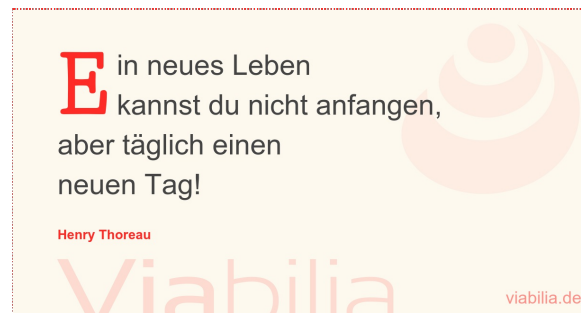 Ein neues Leben
kannst du nicht anfangen,
aber täglich einen
neuen Tag!
Henry Thoreau
Viabilia
viabilia.de